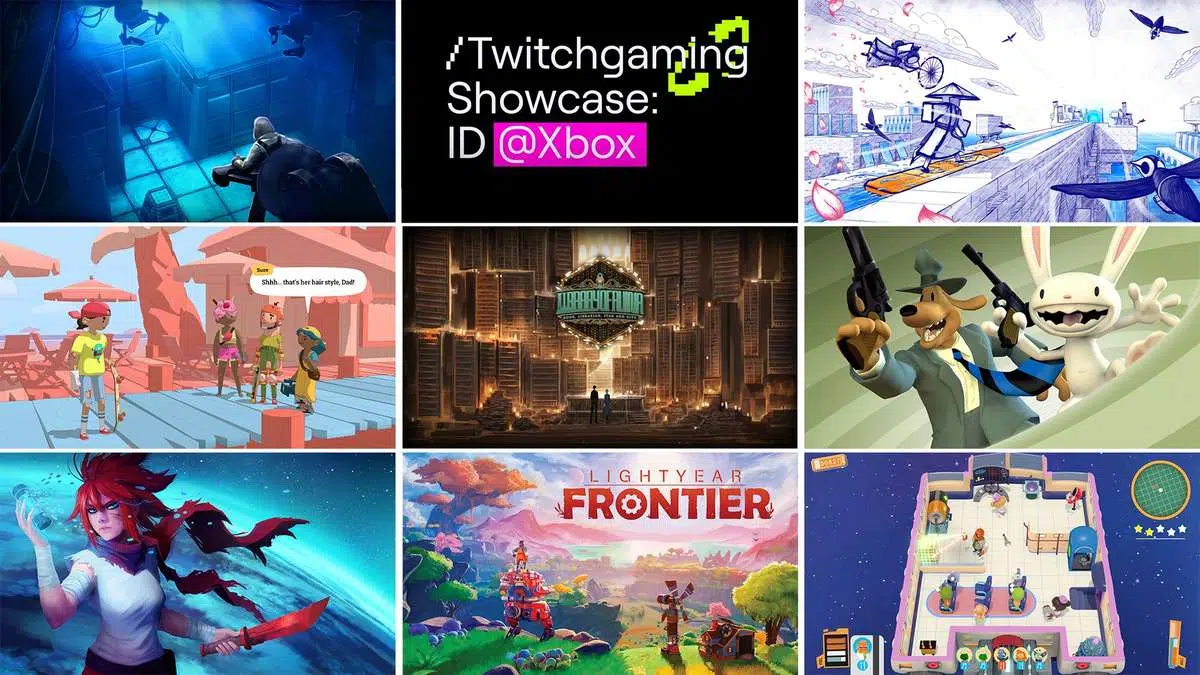 /Twitchgaming
Showcase:
ID @Xbox
Suze
Shhh... that's her hair style, Dad!
LIGHTYEAR
FRONTIER